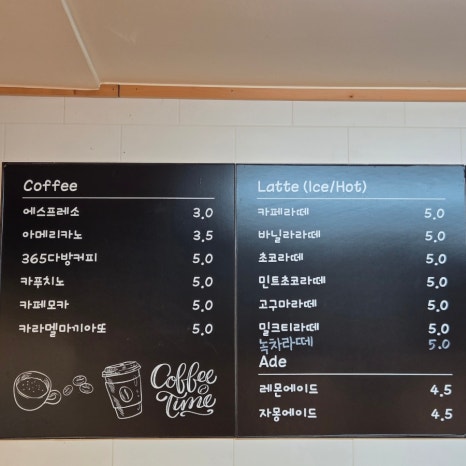 Coffee
에스프레소 3.0
아메리카노 3.5
365다방커피 5.0
카푸치노 5.0
카페모카 5.0
카라멜마끼아또 5.0
Coffee
Time
Latte (Ice/Hot)
카페라떼 5.0
바닐라라떼 5.0
초코라떼 5.0
민트초코라떼 5.0
고구마라떼 5.0
밀크티라떼 5.0
녹차라떼 5.0
Ade
레몬에이드 4.5
자몽에이드 4.5